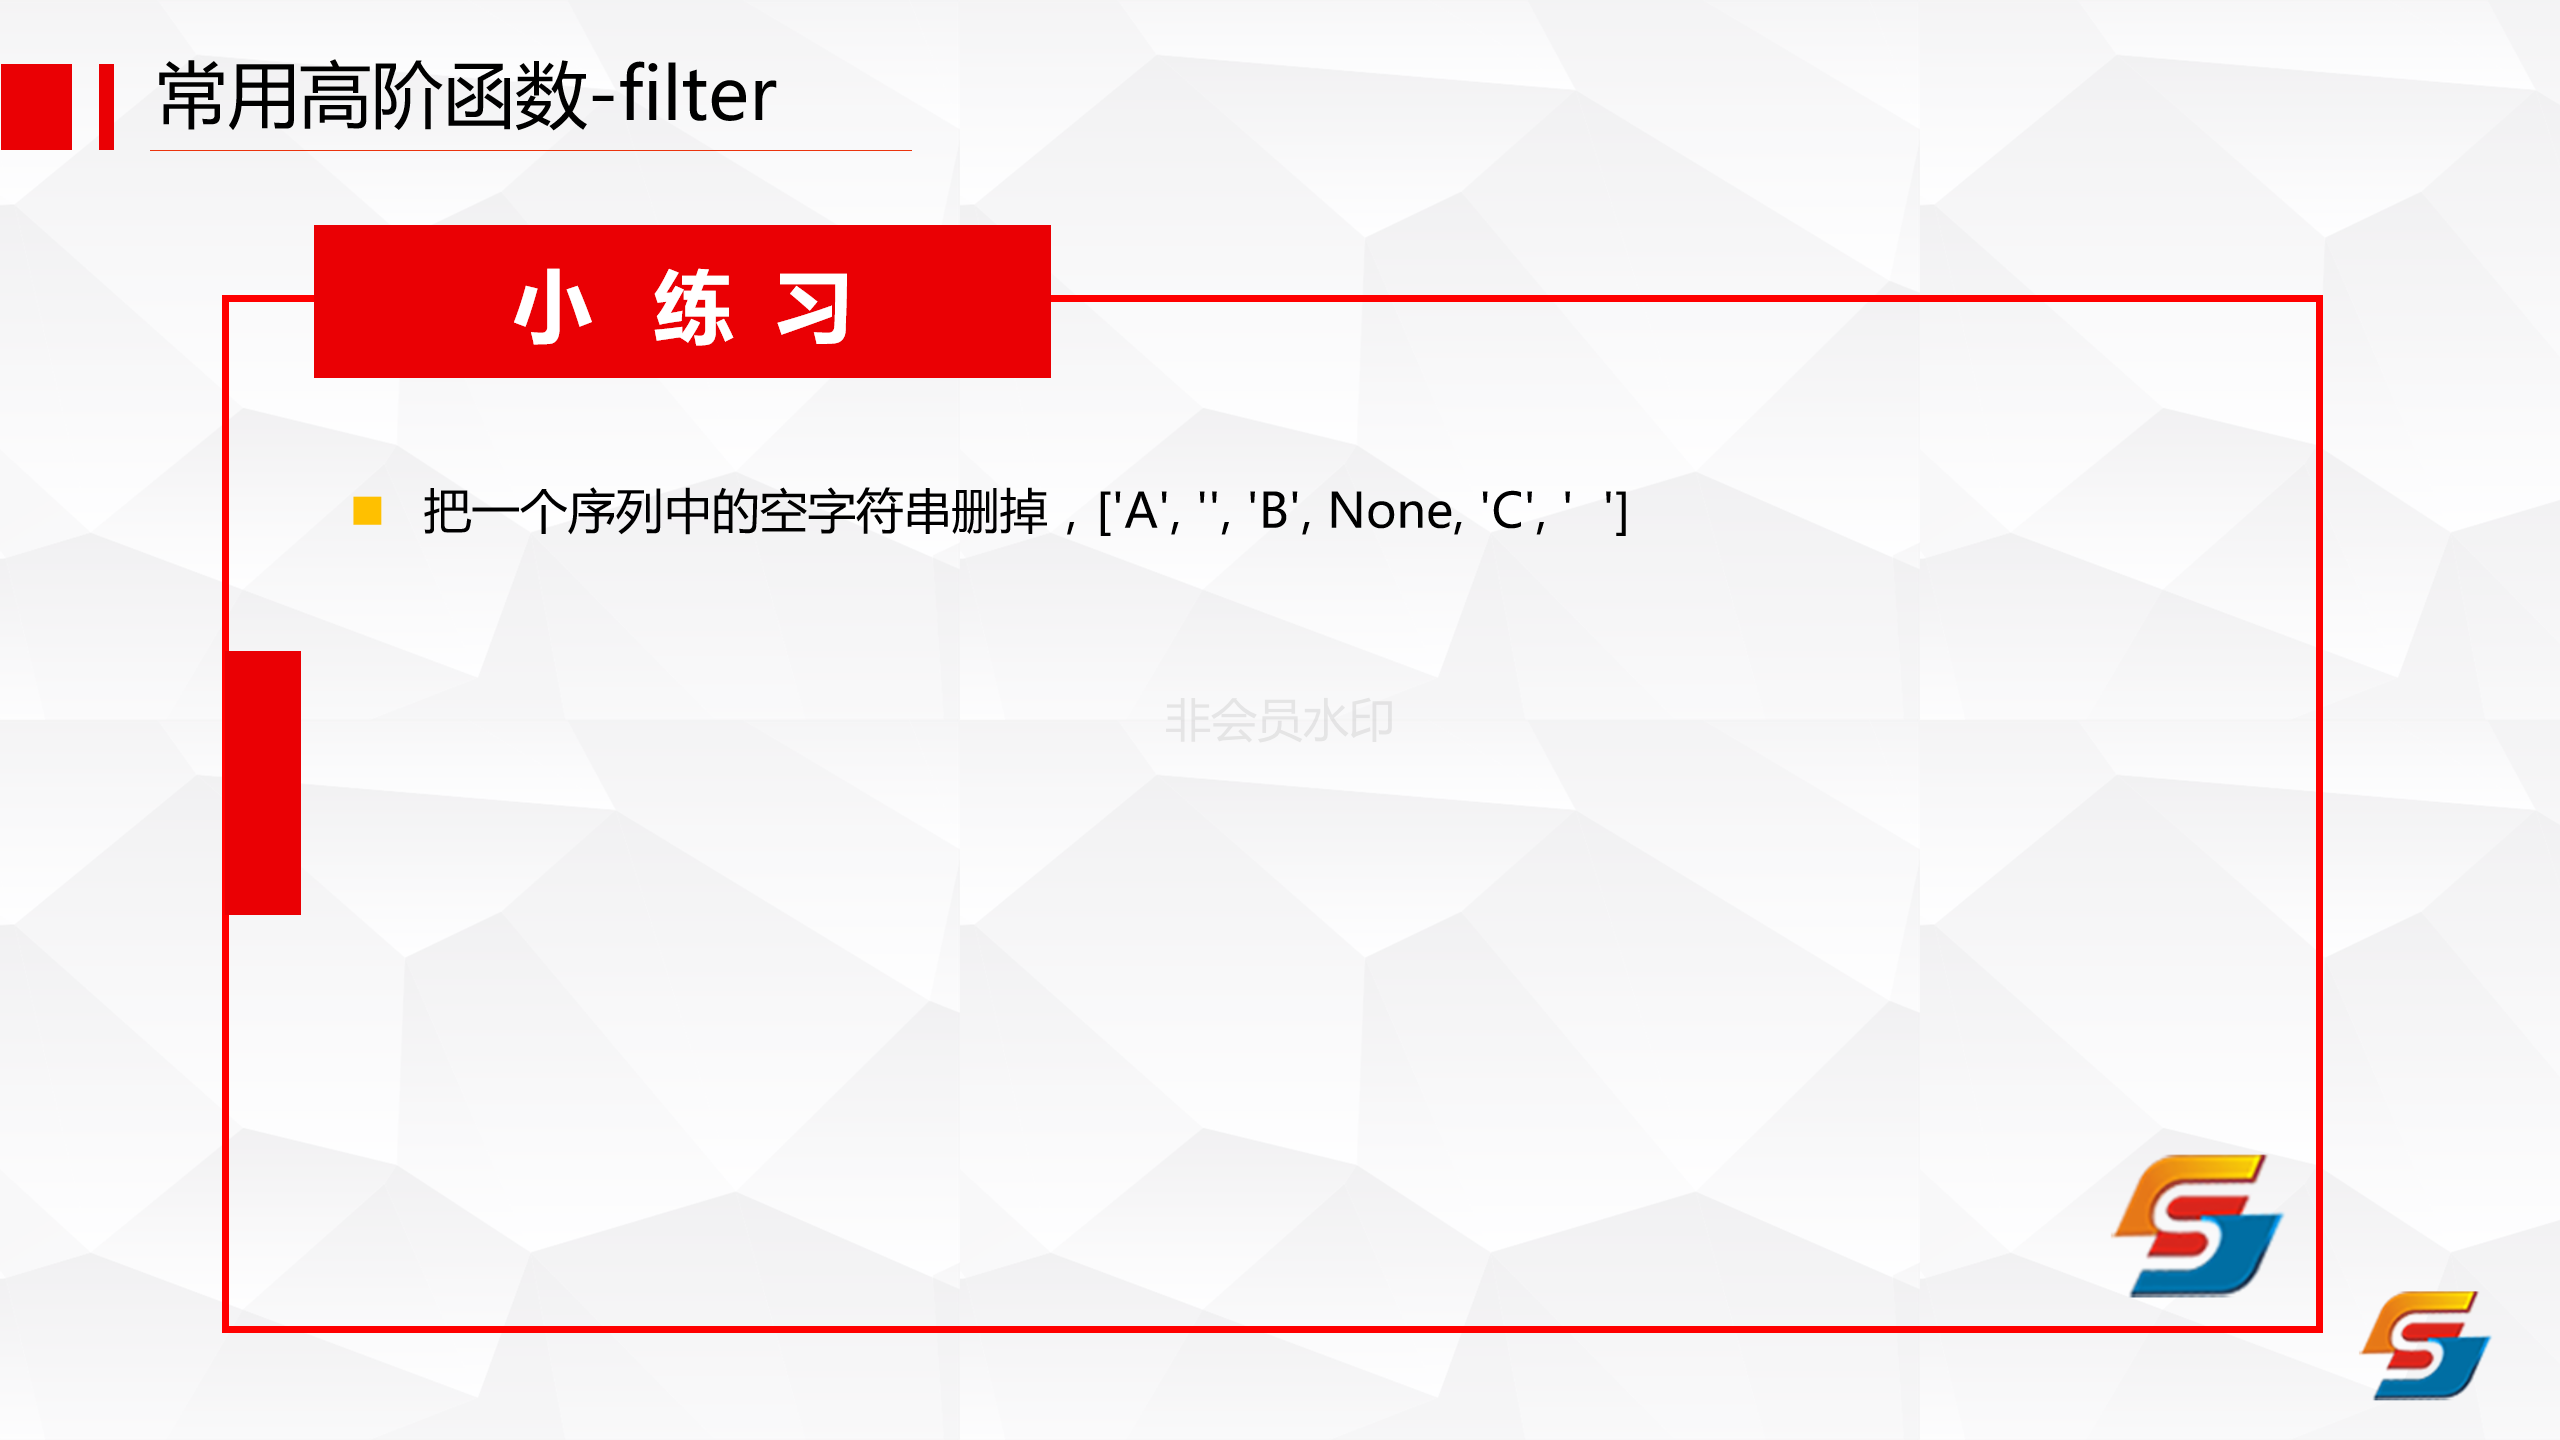 常用高阶函数-filter
小 练 习
把一个序列中的空字符串删掉，['A', '', 'B', None, 'C', '  ']
非会员水印